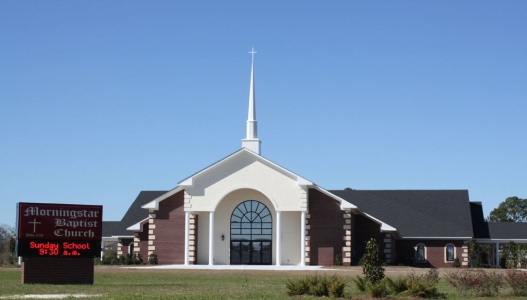 Morningstar
Baptist
Church
Sunday School
9:30 a.m.